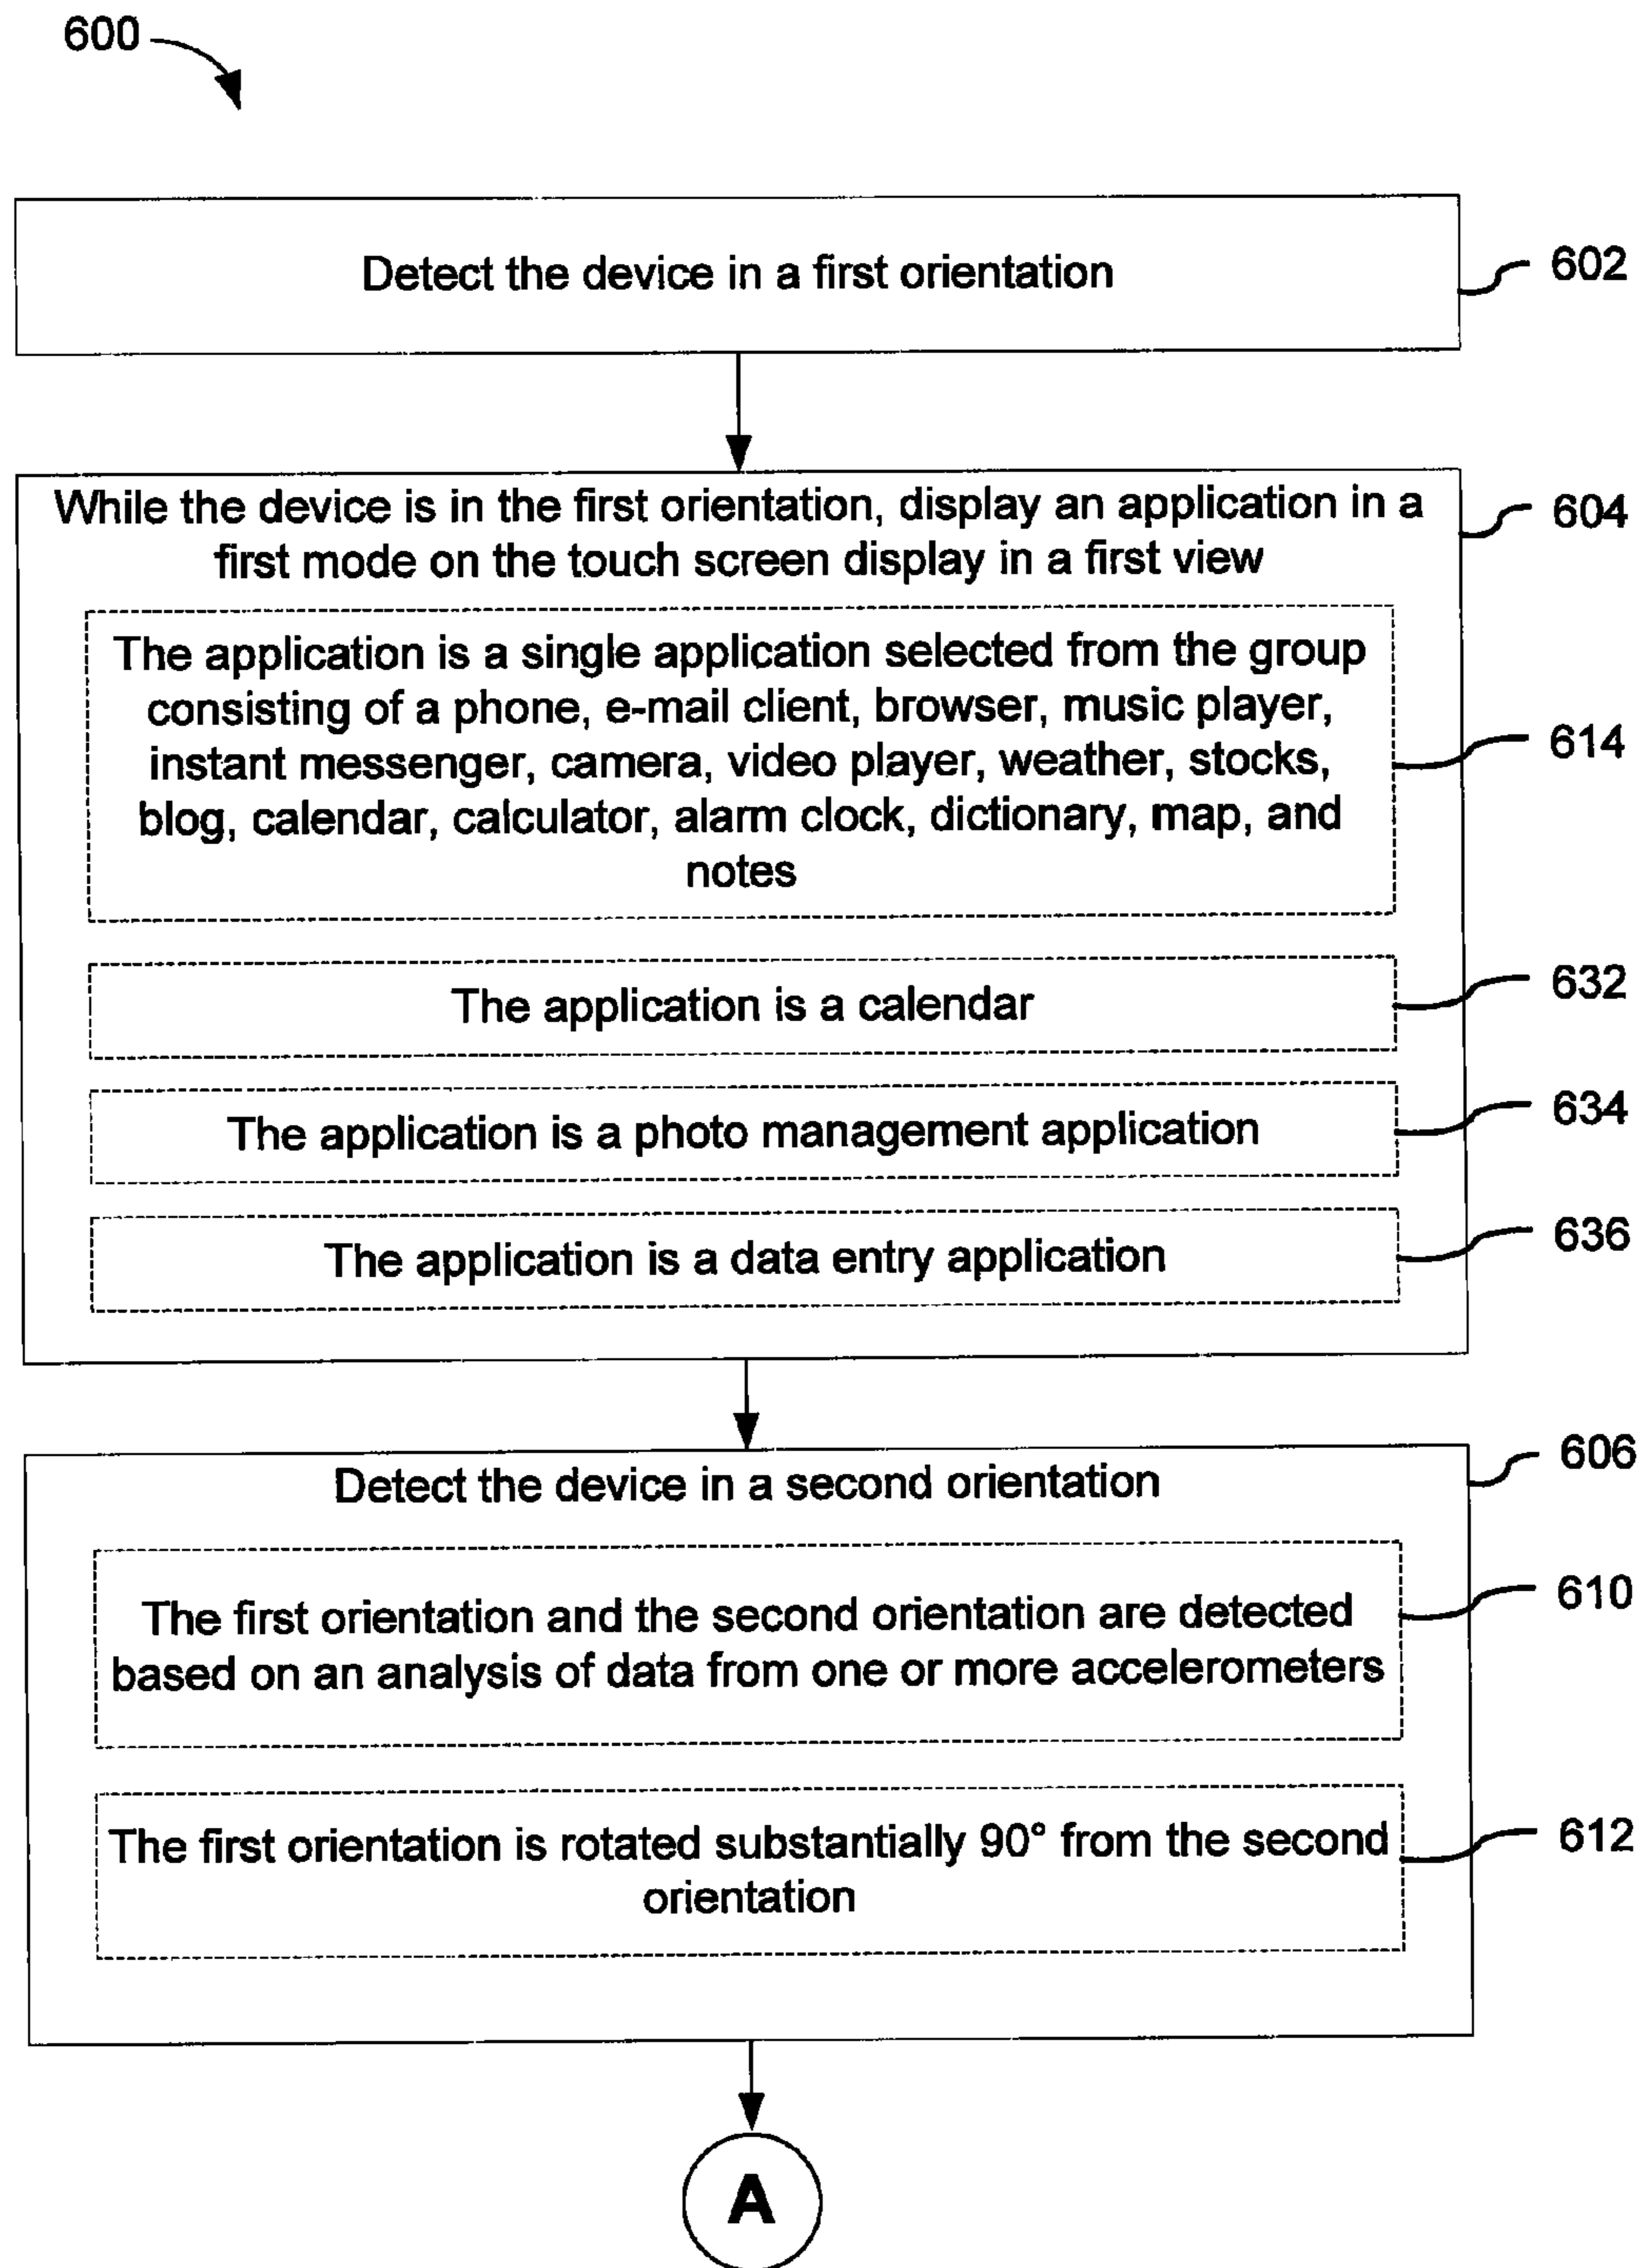 600
Detect the device in a first orientation
602
While the device is in the first orientation, display an application in a
first mode on the touch screen display in a first view
604
The application is a single application selected from the group
consisting of a phone, e-mail client, browser, music player,
instant messenger, camera, video player, weather, stocks,
blog, calendar, calculator, alarm clock, dictionary, map, and
notes
614
The application is a calendar
632
The application is a photo management application
634
The application is a data entry application
636
Detect the device in a second orientation
606
The first orientation and the second orientation are detected
based on an analysis of data from one or more accelerometers
610
The first orientation is rotated substantially 90° from the second
orientation
612
A